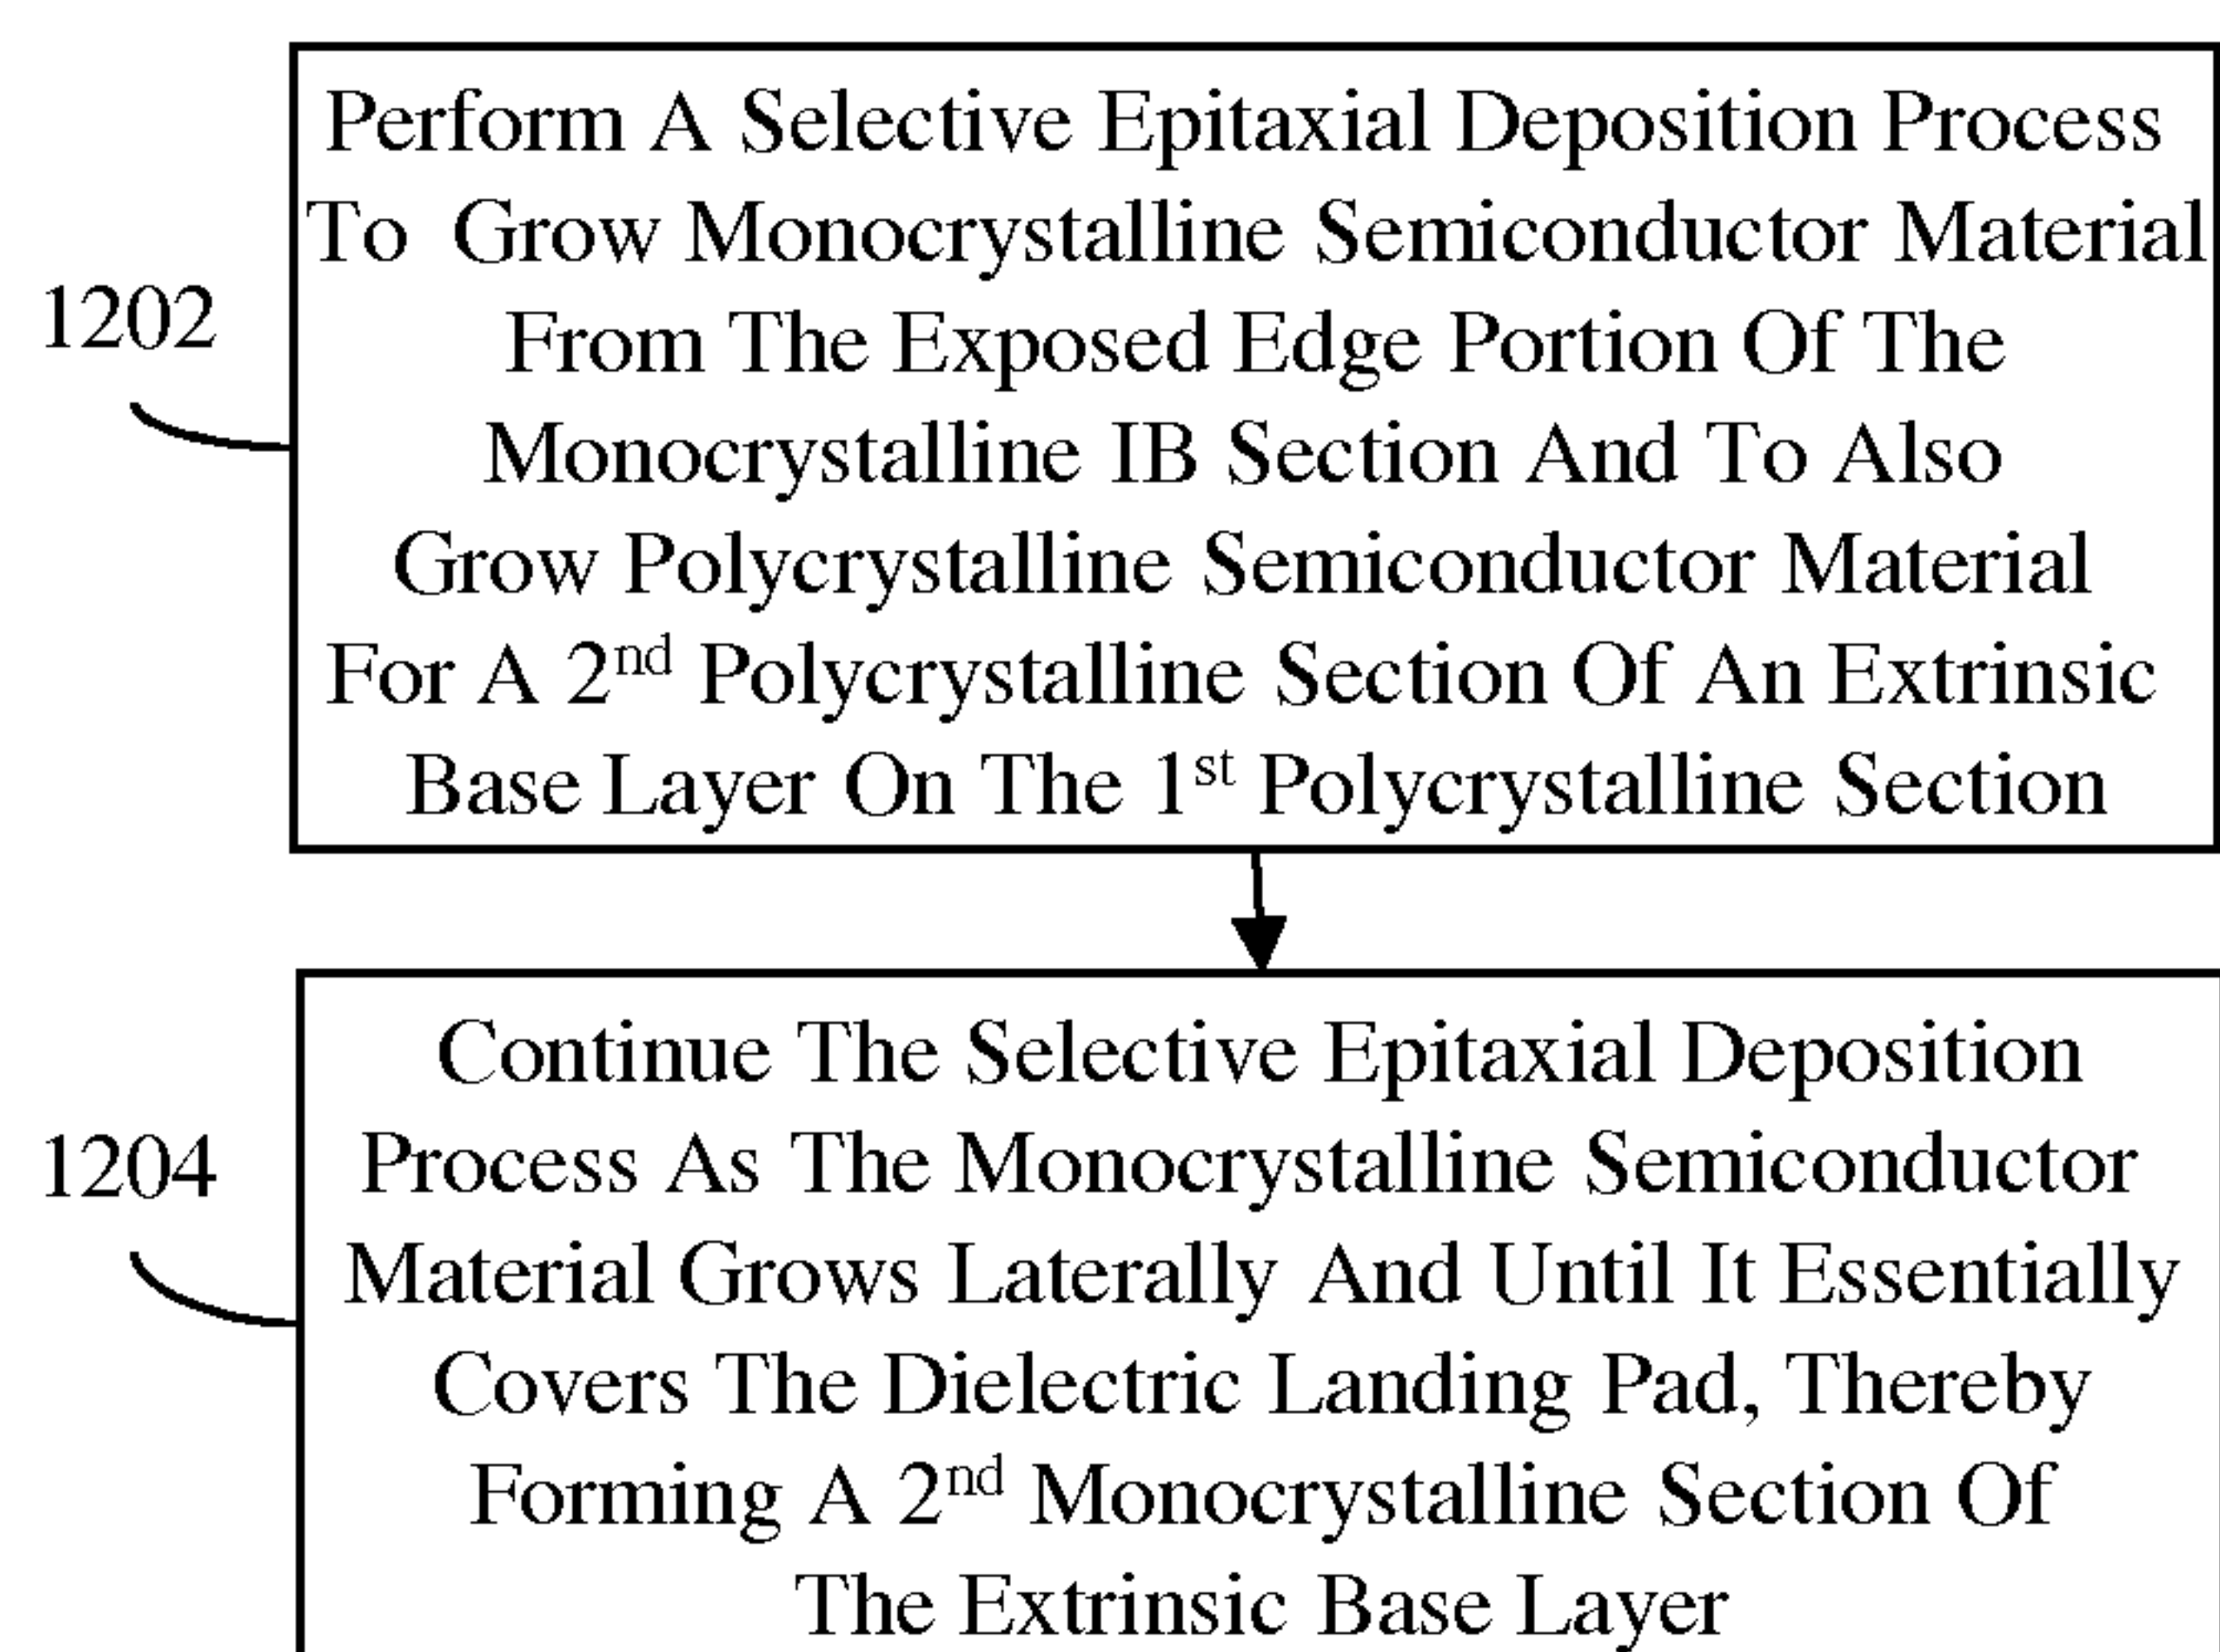 Perform A Selective Epitaxial Deposition Process
To Grow Monocrystalline Semiconductor Material
From The Exposed Edge Portion Of The
Monocrystalline IB Section And To Also
Grow Polycrystalline Semiconductor Material
For A 2nd Polycrystalline Section Of An Extrinsic
Base Layer On The 1st Polycrystalline Section
1202
Continue The Selective Epitaxial Deposition
Process As The Monocrystalline Semiconductor
Material Grows Laterally And Until It Essentially
Covers The Dielectric Landing Pad, Thereby
Forming A 2nd Monocrystalline Section Of
The Extrinsic Base Layer
1204